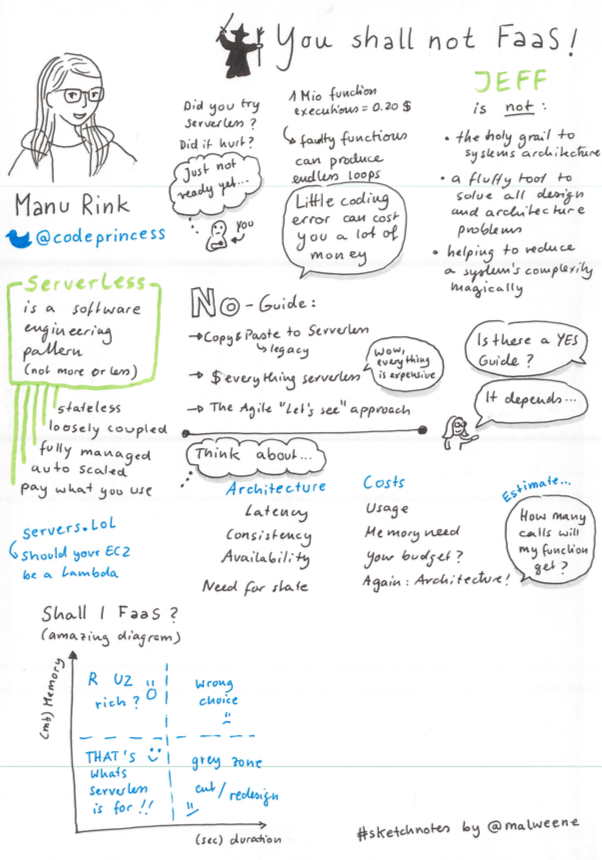 You shall not FaaS!
Manu Rink
@codeprincess
Did you try
serverless?
Did it hurt?
Just not
ready yet...
YOU
1 Mio function
executions = 0.20 $
faulty functions
can produce
endless loops
Little coding
error can cost
you a lot of
money
JEFF
is not:
• the holy grail to
systems architecture
• a fluffy tool to
solve all design
and architecture
problems
• helping to reduce
a system's complexity
magically
Serverless
is a software
engineering
pattern
(not more or less)
stateless
loosely coupled
fully managed
auto scaled
pay what you use
servers.LoL
should your EC2
be a Lambda
No-Guide:
→ Copy & Paste to Serverless
legacy
→ $everything serverless
Wow,
everything
is expensive
→ The Agile "Let's see" approach
Is there a YES
Guide?
It depends...
Think about...
Architecture
Latency
Consistency
Availability
Need for state
Costs
Usage
Memory need
Your budget?
Again: Architecture!
Estimate...
How many
calls will
my function
get?
Shall I FaaS?
(amazing diagram)
(mb) Memory
R UZ
rich?
wrong
choice
THAT's
whats
serverless
is for!!
grey zone
cut/redesign
(sec) duration
#sketchnotes by @malweene